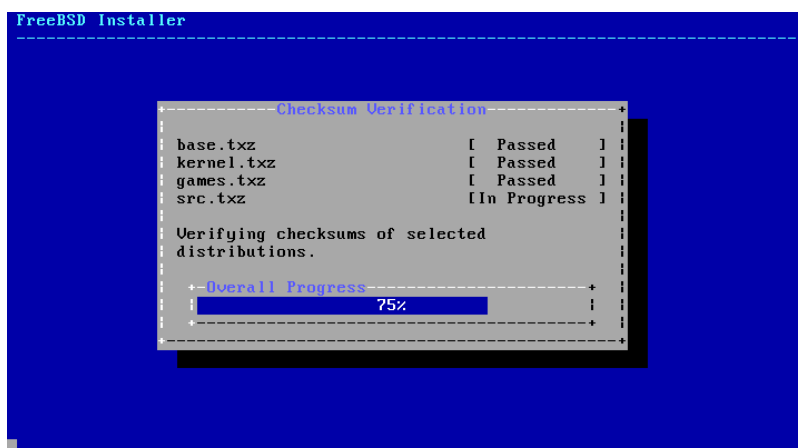 FreeBSD Installer
Checksum Verification
base.txz [ Passed ]
kernel.txz [ Passed ]
games.txz [ Passed ]
src.txz [In Progress ]
Verifying checksums of selected
distributions.
Overall Progress
75%